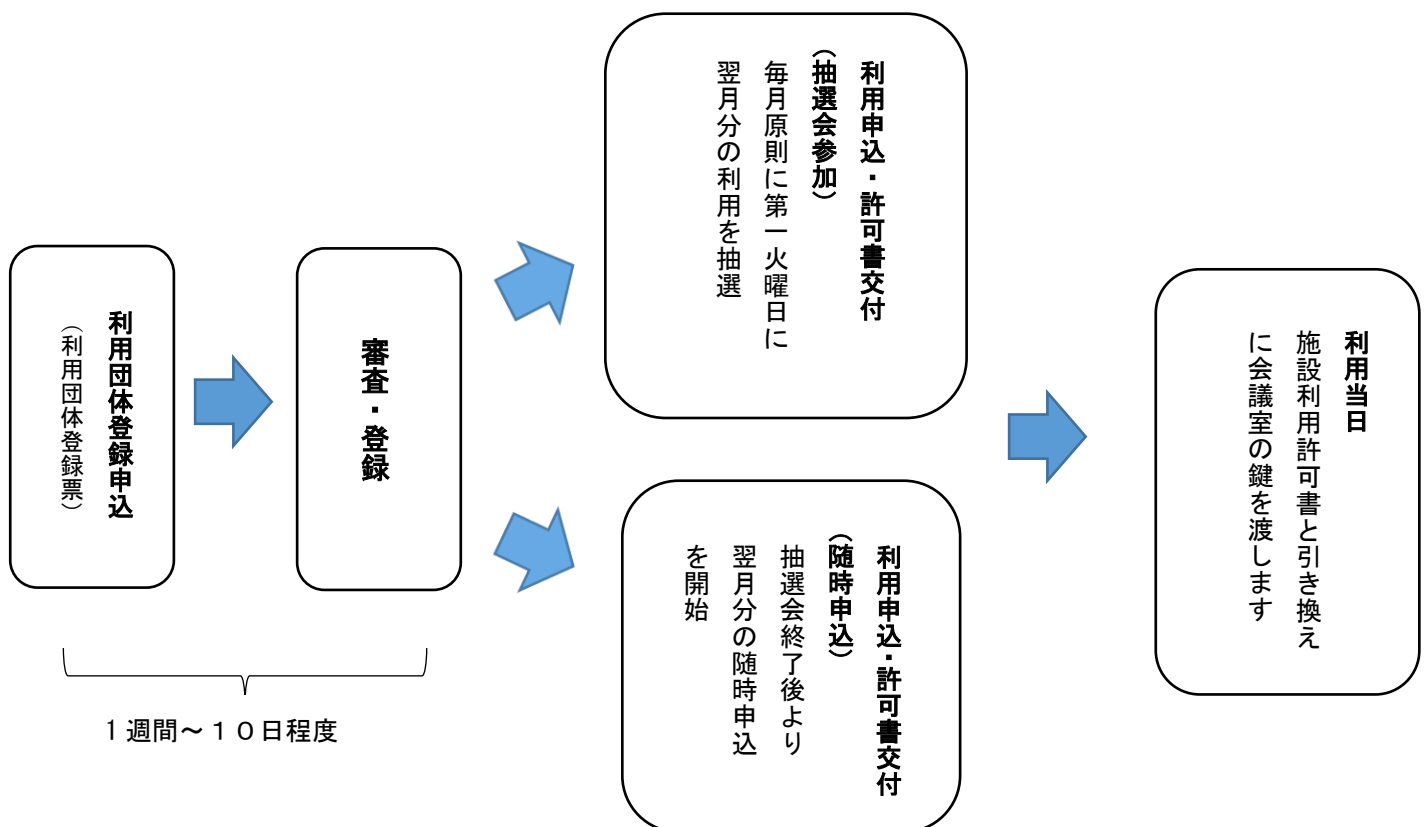 利用団体登録申込
（利用団体登録票）
審査・登録
1週間～１０日程度
利用申込・許可書交付
（抽選会参加）
毎月原則に第一火曜日に
翌月分の利用を抽選
利用申込・許可書交付
（随時申込）
抽選会終了後より
翌月分の随時申込
を開始
利用当日
施設利用許可書と引き換え
に会議室の鍵を渡します